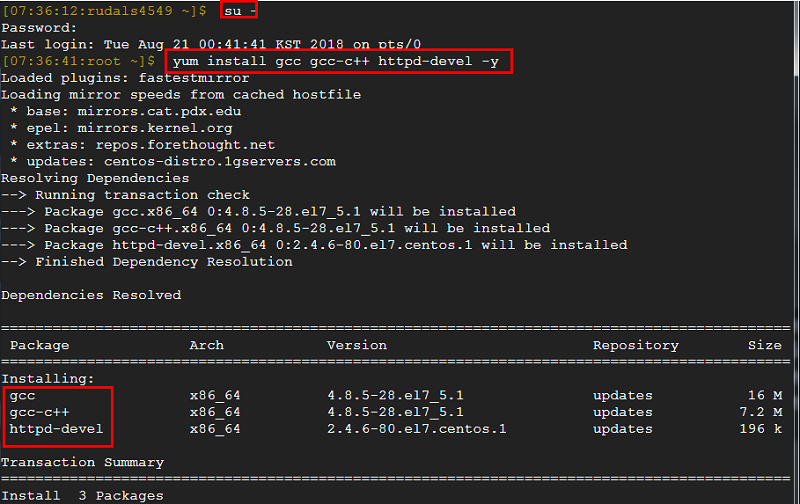 [07:36:12:rudals4549 ~]$ su -
Password:
Last login: Tue Aug 21 00:41:41 KST 2018 on pts/0
[07:36:41:root ~]$ yum install gcc gcc-c++ httpd-devel -y
Loaded plugins: fastestmirror
Loading mirror speeds from cached hostfile
 * base: mirrors.cat.pdx.edu
 * epel: mirrors.kernel.org
 * extras: repos.forethought.net
 * updates: centos-distro.1gservers.com
Resolving Dependencies
--> Running transaction check
---> Package gcc.x86_64 0:4.8.5-28.el7_5.1 will be installed
---> Package gcc-c++.x86_64 0:4.8.5-28.el7_5.1 will be installed
---> Package httpd-devel.x86_64 0:2.4.6-80.el7.centos.1 will be installed
--> Finished Dependency Resolution
Dependencies Resolved
================================================================================
Package Arch Version Repository Size
================================================================================
Installing:
gcc x86_64 4.8.5-28.el7_5.1 updates 16 M
gcc-c++ x86_64 4.8.5-28.el7_5.1 updates 7.2 M
httpd-devel x86_64 2.4.6-80.el7.centos.1 updates 196 k
Transaction Summary
================================================================================
Install 3 Packages